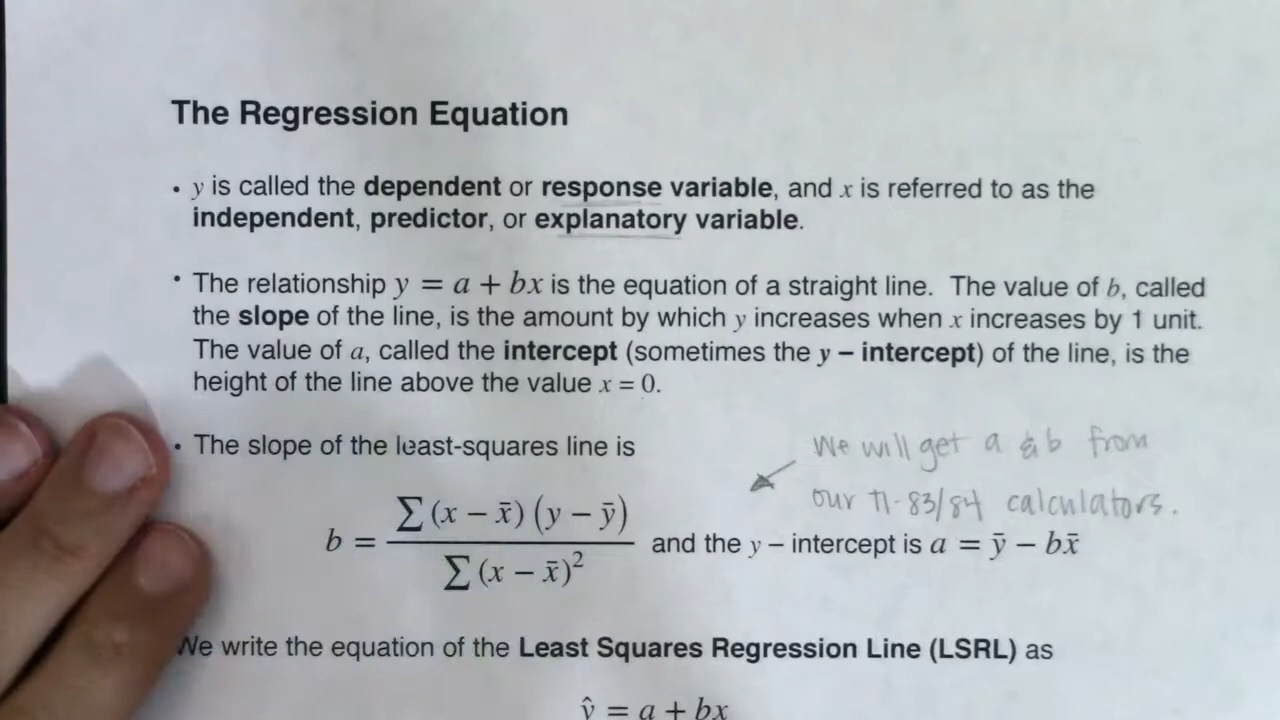 The Regression Equation
• y is called the dependent or response variable, and x is referred to as the
independent, predictor, or explanatory variable.
• The relationship y = a + bx is the equation of a straight line. The value of b, called
the slope of the line, is the amount by which y increases when x increases by 1 unit.
The value of a, called the intercept (sometimes the y – intercept) of the line, is the
height of the line above the value x = 0.
• The slope of the least-squares line is
We will get a & b from
our TI-83/84 calculators.
b = ∑(x − x̄)(y − ȳ) / ∑(x − x̄)² and the y – intercept is a = ȳ − bx̄
We write the equation of the Least Squares Regression Line (LSRL) as
ŷ = a + bx